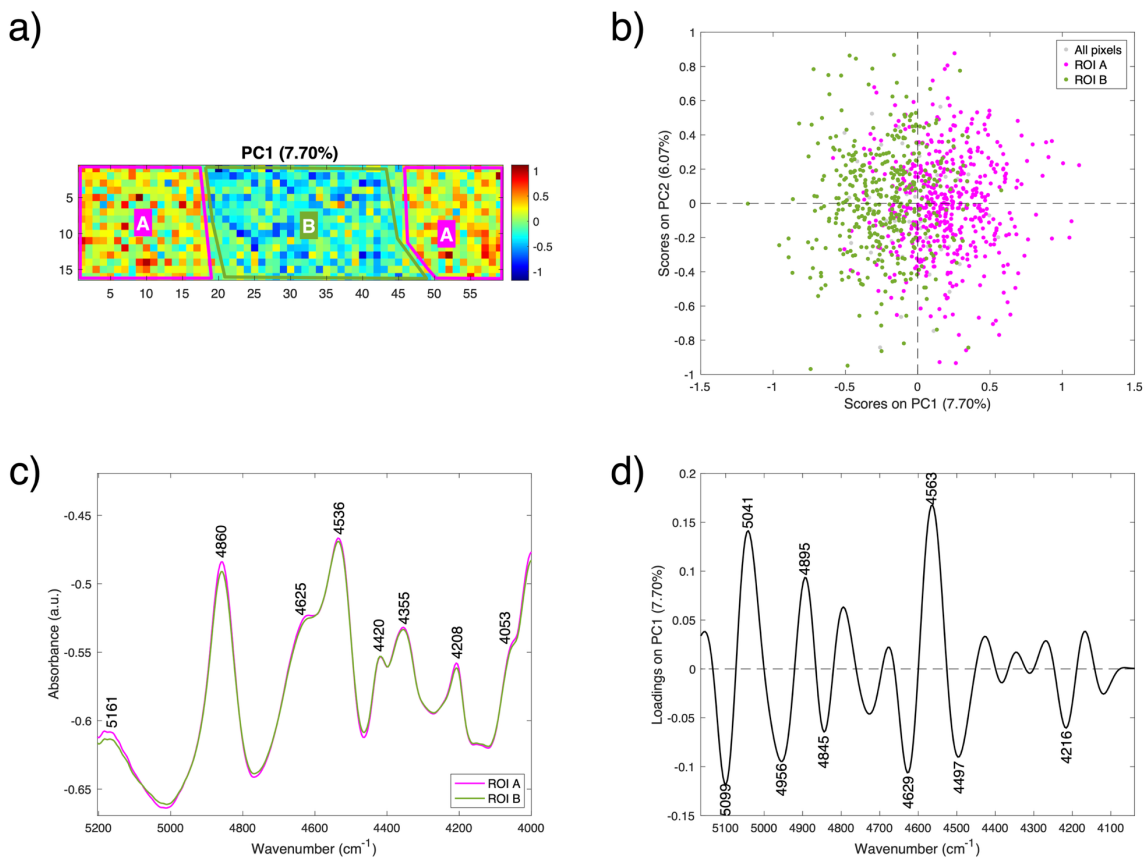 a)
PC1 (7.70%)
5
10
15
A
B
A
1
0.5
0
-0.5
-1
5 10 15 20 25 30 35 40 45 50 55
b)
1
0.8
0.6
0.4
0.2
0
-0.2
-0.4
-0.6
-0.8
-1
Scores on PC2 (6.07%)
All pixels
ROI A
ROI B
-1.5 -1 -0.5 0 0.5 1 1.5
Scores on PC1 (7.70%)
c)
-0.45
-0.5
-0.55
-0.6
-0.65
Absorbance (a.u.)
5161
4860
4625
4536
4420
4355
4208
4053
ROI A
ROI B
5200 5000 4800 4600 4400 4200 4000
Wavenumber (cm⁻¹)
d)
0.2
0.15
0.1
0.05
0
-0.05
-0.1
-0.15
Loadings on PC1 (7.70%)
5099
5041
4956
4895
4845
4629
4563
4497
4216
5100 5000 4900 4800 4700 4600 4500 4400 4300 4200 4100
Wavenumber (cm⁻¹)